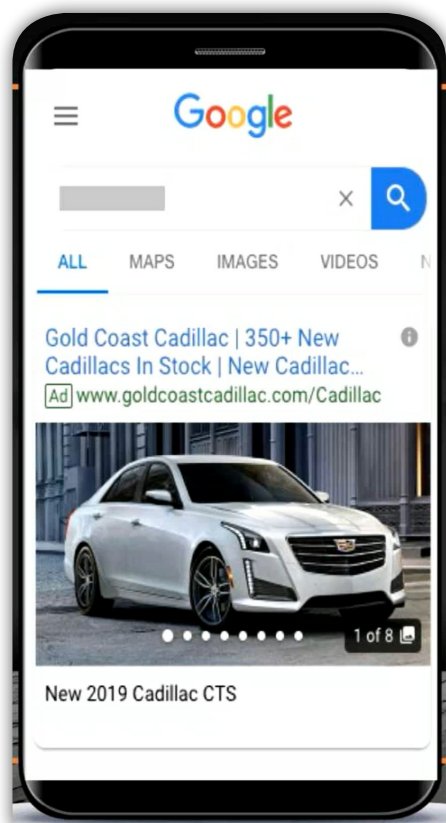 Google
ALL MAPS IMAGES VIDEOS N
Gold Coast Cadillac | 350+ New
Cadillacs In Stock | New Cadillac...
Ad www.goldcoastcadillac.com/Cadillac
1 of 8
New 2019 Cadillac CTS